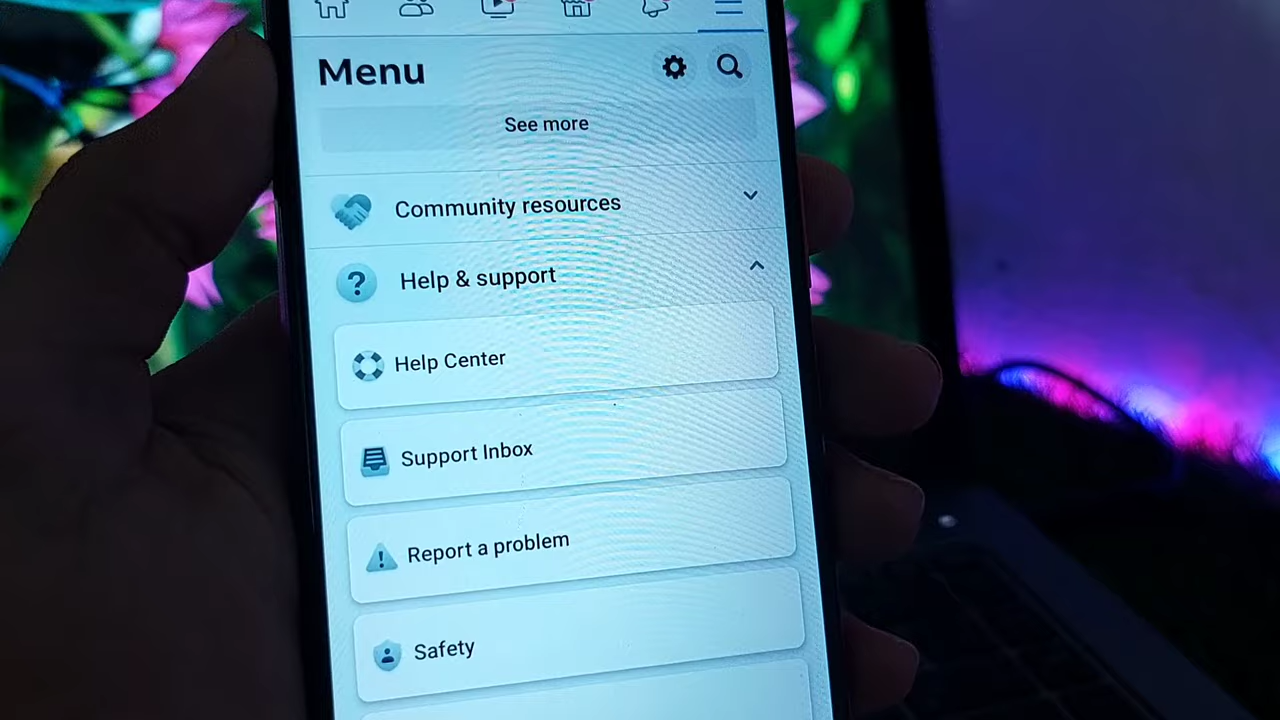 Menu
See more
Community resources
Help & support
Help Center
Support Inbox
Report a problem
Safety